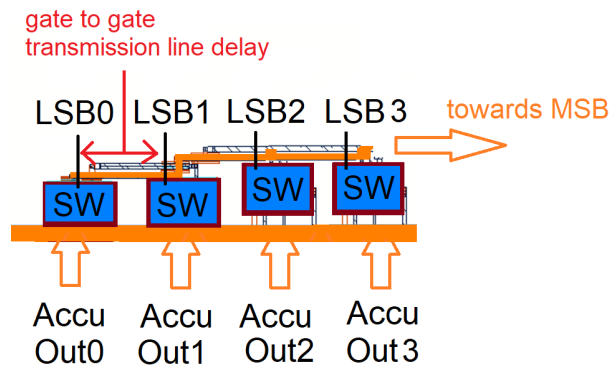 gate to gate
transmission line delay
LSB0 LSB1 LSB2 LSB 3
towards MSB
SW SW SW SW
Accu Accu Accu Accu
Out0 Out1 Out2 Out 3